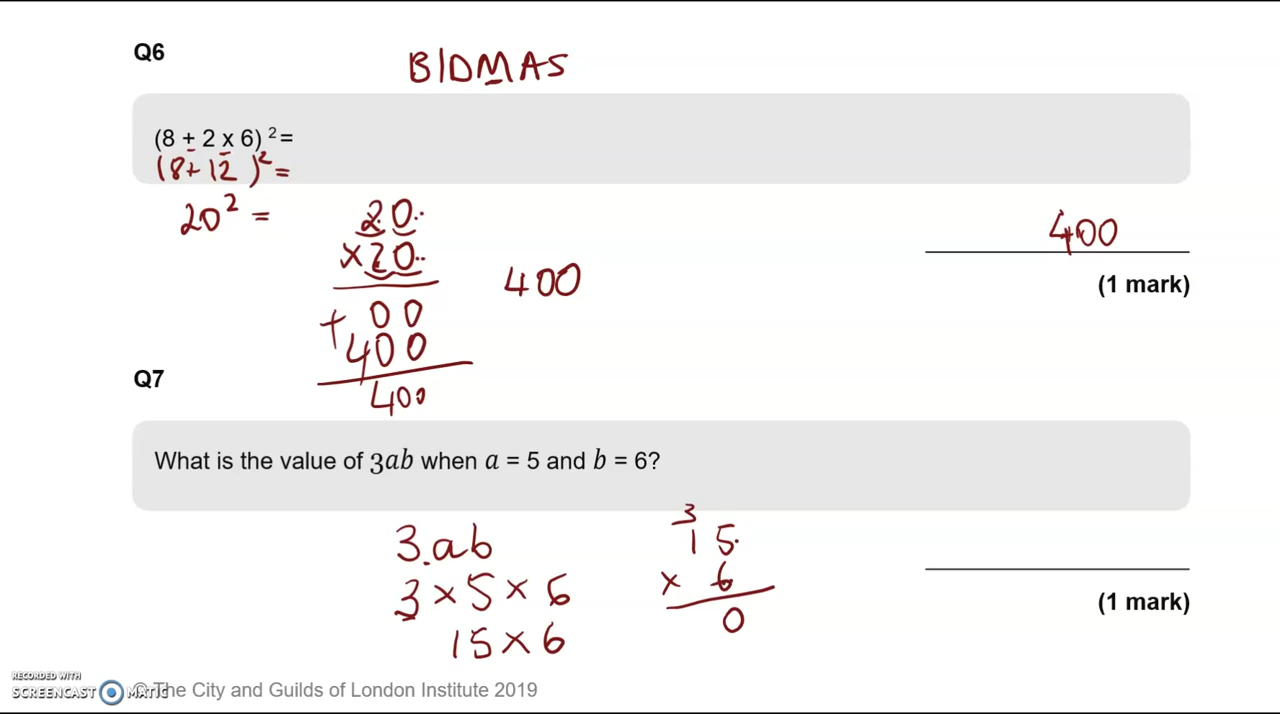 Q6
BIDMAS
(8 + 2 x 6) ² =
(8+ 12 )² =
20² =
20
×20
00
+
400
400
400
400
(1 mark)
Q7
What is the value of 3ab when a = 5 and b = 6?
3.ab
3 × 5 × 6
15 × 6
3
15
× 6
0
(1 mark)
RECORDED WITH
SCREENCAST MATIC
© The City and Guilds of London Institute 2019